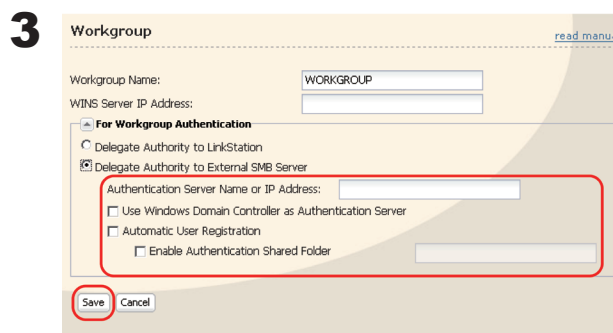 3
Workgroup
read manu
Workgroup Name: WORKGROUP
WINS Server IP Address:
For Workgroup Authentication
Delegate Authority to LinkStation
Delegate Authority to External SMB Server
Authentication Server Name or IP Address:
Use Windows Domain Controller as Authentication Server
Automatic User Registration
Enable Authentication Shared Folder
Save Cancel